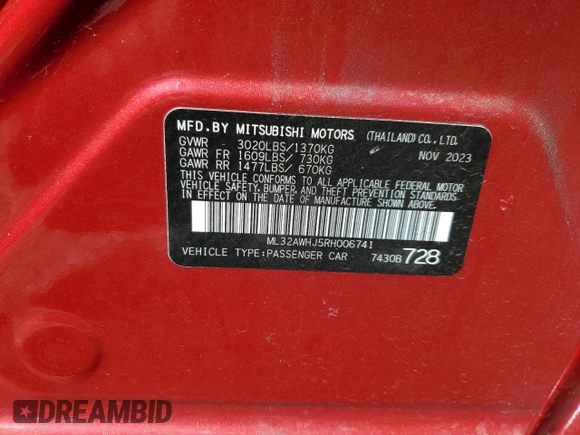 MFD.BY MITSUBISHI MOTORS (THAILAND) CO., LTD.
GVWR 3020LBS/1370KG NOV 2023
GAWR FR 1609LBS/ 730KG
GAWR RR 1477LBS/ 670KG
THIS VEHICLE CONFORMS TO ALL APPLICABLE FEDERAL MOTOR
VEHICLE SAFETY, BUMPER, AND THEFT PREVENTION STANDARDS
IN EFFECT ON THE DATE OF MANUFACTURE SHOWN ABOVE.
ML32AWHJ5RH006741
VEHICLE TYPE:PASSENGER CAR 7430B 728
DREAMBID